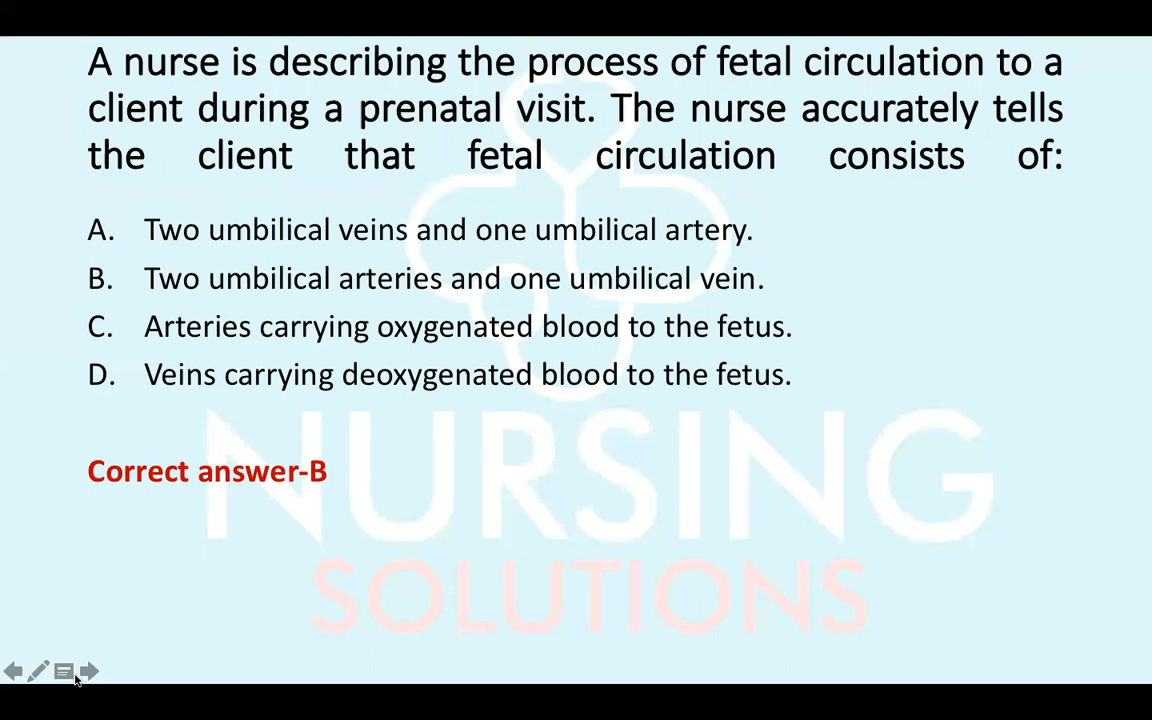 A nurse is describing the process of fetal circulation to a
client during a prenatal visit. The nurse accurately tells
the client that fetal circulation consists of:
A. Two umbilical veins and one umbilical artery.
B. Two umbilical arteries and one umbilical vein.
C. Arteries carrying oxygenated blood to the fetus.
D. Veins carrying deoxygenated blood to the fetus.
Correct answer-B
NURSING
SOLUTIONS